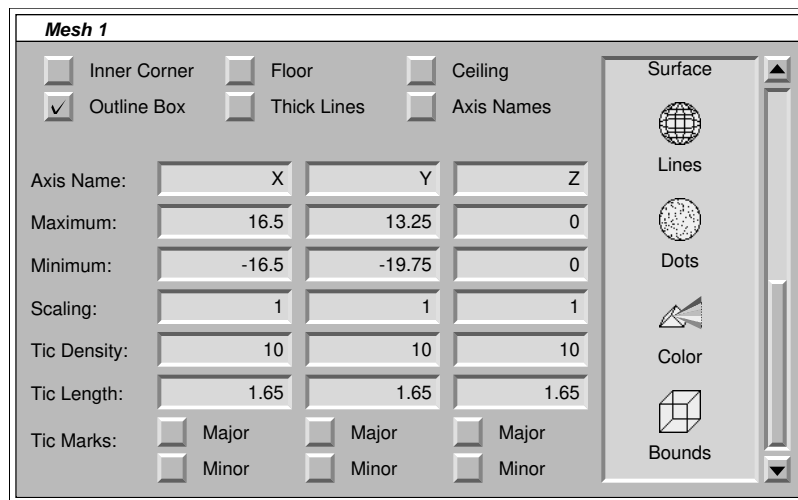 Mesh 1
Inner Corner Floor Ceiling
Outline Box Thick Lines Axis Names
Axis Name: X Y Z
Maximum: 16.5 13.25 0
Minimum: -16.5 -19.75 0
Scaling: 1 1 1
Tic Density: 10 10 10
Tic Length: 1.65 1.65 1.65
Tic Marks: Major Major Major
Minor Minor Minor
Surface
Lines
Dots
Color
Bounds